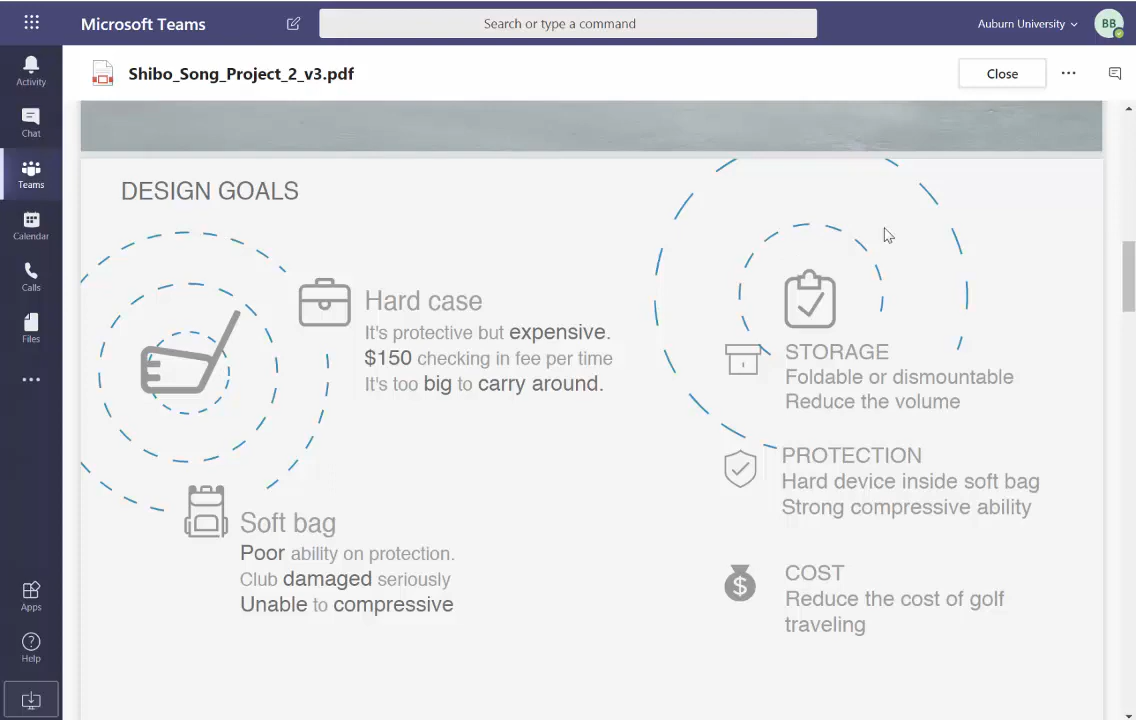 Microsoft Teams
Search or type a command
Auburn University
BB
Activity
Chat
Teams
Calendar
Calls
Files
Apps
Help
Shibo_Song_Project_2_v3.pdf
Close
DESIGN GOALS
Hard case
It's protective but expensive.
$150 checking in fee per time
It's too big to carry around.
Soft bag
Poor ability on protection.
Club damaged seriously
Unable to compressive
STORAGE
Foldable or dismountable
Reduce the volume
PROTECTION
Hard device inside soft bag
Strong compressive ability
$
COST
Reduce the cost of golf
traveling